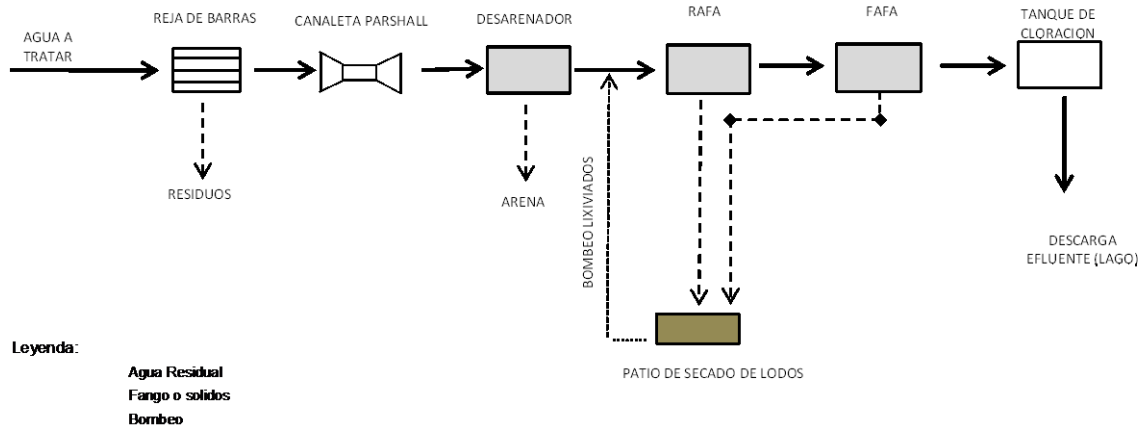 REJA DE BARRAS
CANALETA PARSHALL
DESARENADOR
RAFA
FAFA
TANQUE DE
CLORACION
AGUA A
TRATAR
RESIDUOS
ARENA
BOMBEO LIXIVIADOS
DESCARGA
EFLUENTE (LAGO)
PATIO DE SECADO DE LODOS
Leyenda:
Agua Residual
Fango o solidos
Bombeo